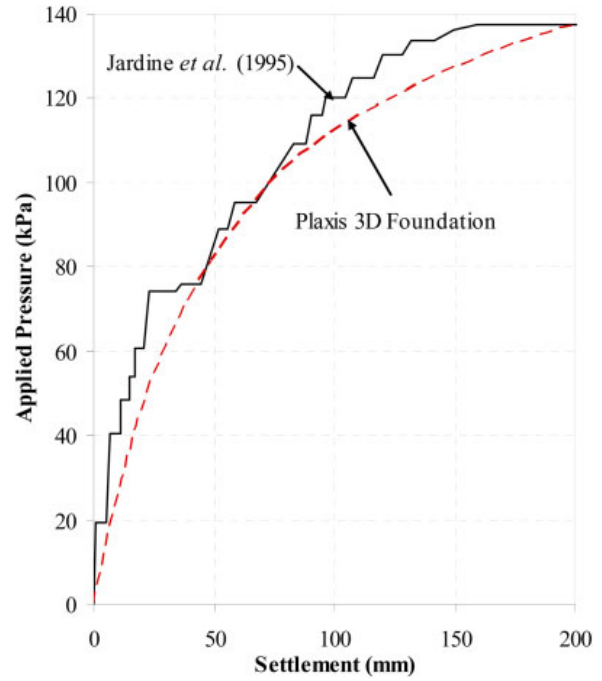 140
Jardine et al. (1995)
120
100
Plaxis 3D Foundation
80
60
40
20
0
Applied Pressure (kPa)
0 50 100 150 200
Settlement (mm)